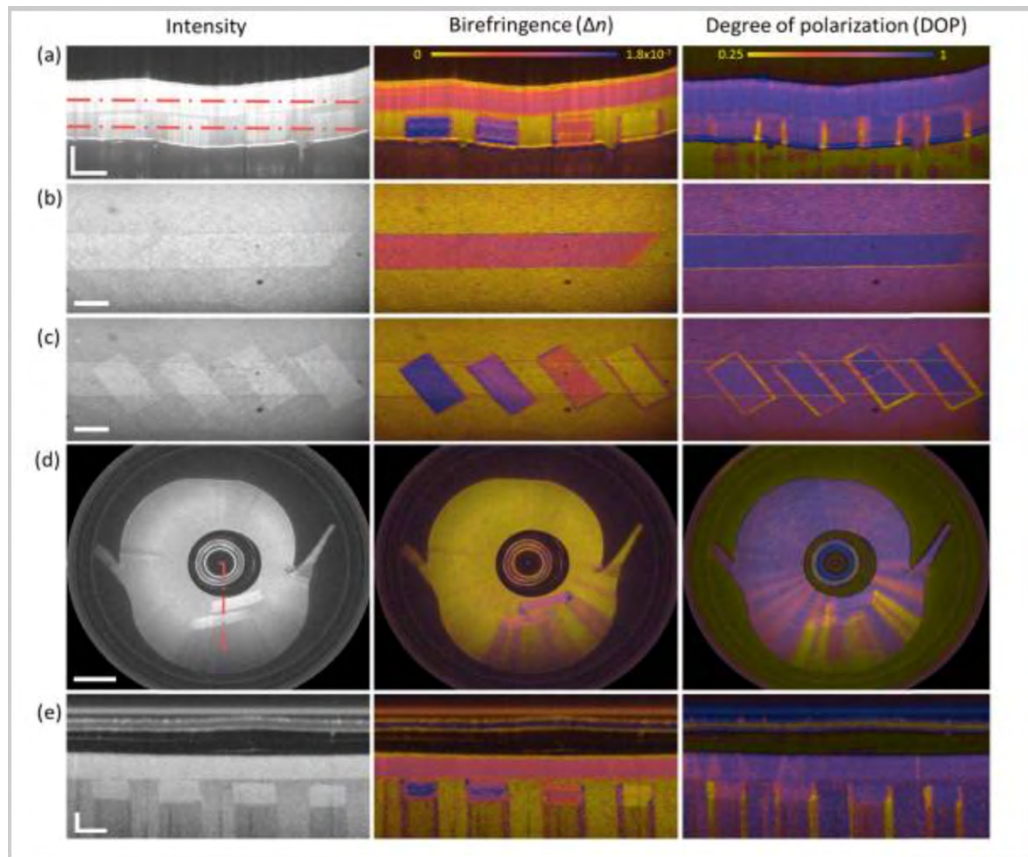 Intensity Birefringence (Δn) Degree of polarization (DOP)
(a) 0 1.8x10⁻³ 0.25 1
(b)
(c)
(d)
(e)